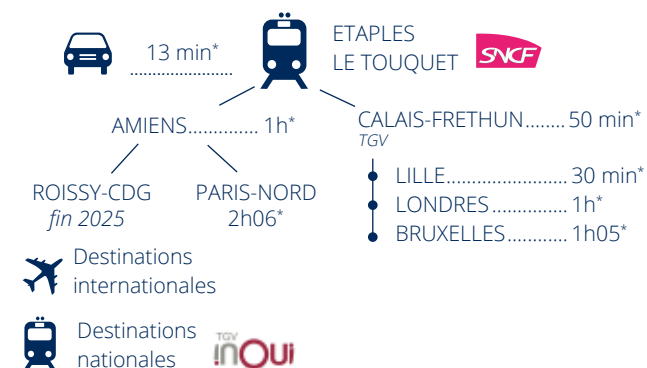 13 min*
ETAPLES
LE TOUQUET
SNCF
AMIENS.............. 1h*
CALAIS-FRETHUN........ 50 min*
TGV
ROISSY-CDG
fin 2025
PARIS-NORD
2h06*
LILLE......................... 30 min*
LONDRES................ 1h*
BRUXELLES............ 1h05*
Destinations
internationales
Destinations
nationales
TGV
inOui